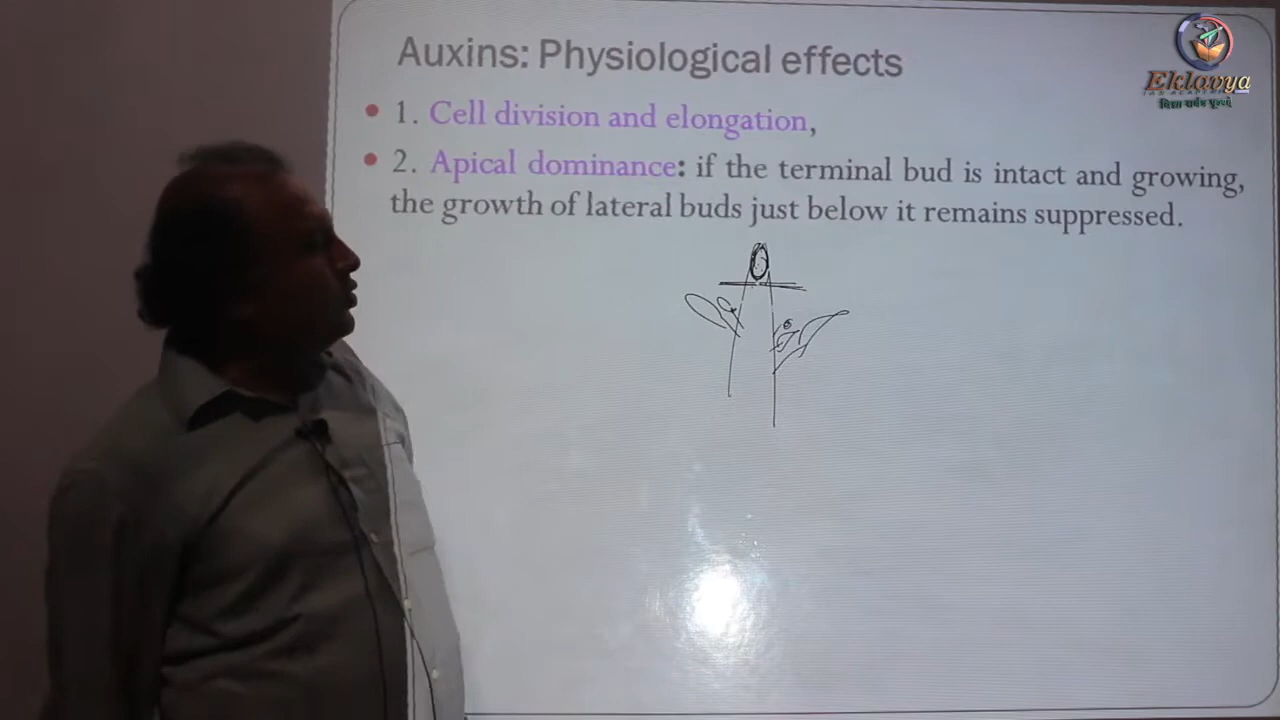 Auxins: Physiological effects
Eklavya
• 1. Cell division and elongation,
• 2. Apical dominance: if the terminal bud is intact and growing,
the growth of lateral buds just below it remains suppressed.